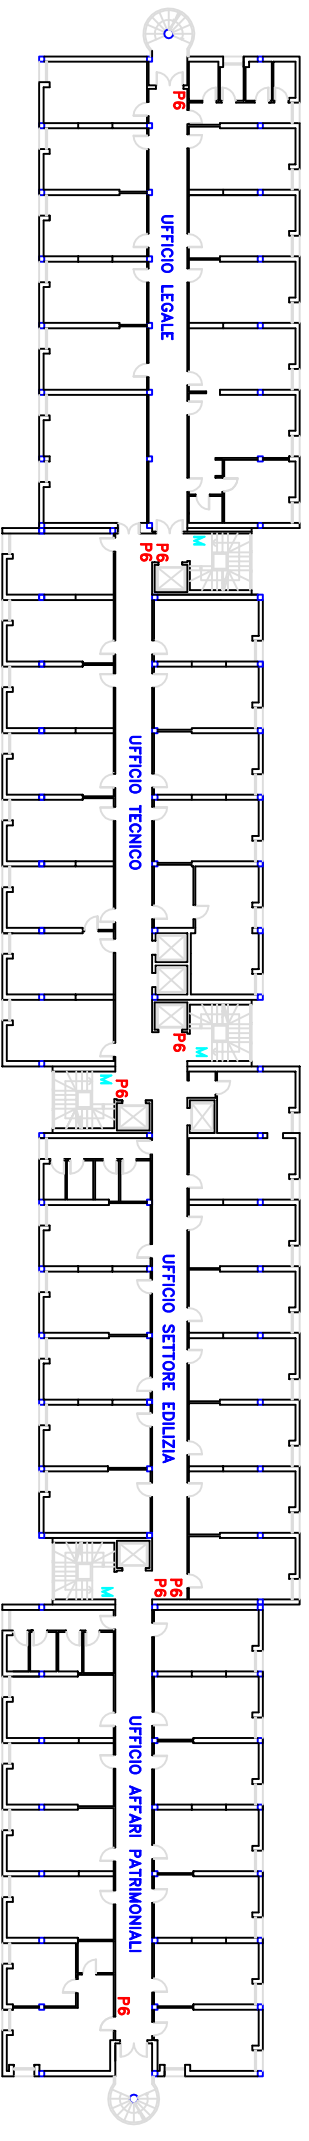 P6
UFFICIO LEGALE
M
P6
P6
UFFICIO TECNICO
P6
M
M
P6
UFFICIO SETTORE EDILIZIA
P6
P6
M
UFFICIO AFFARI PATRIMONIALI
P6